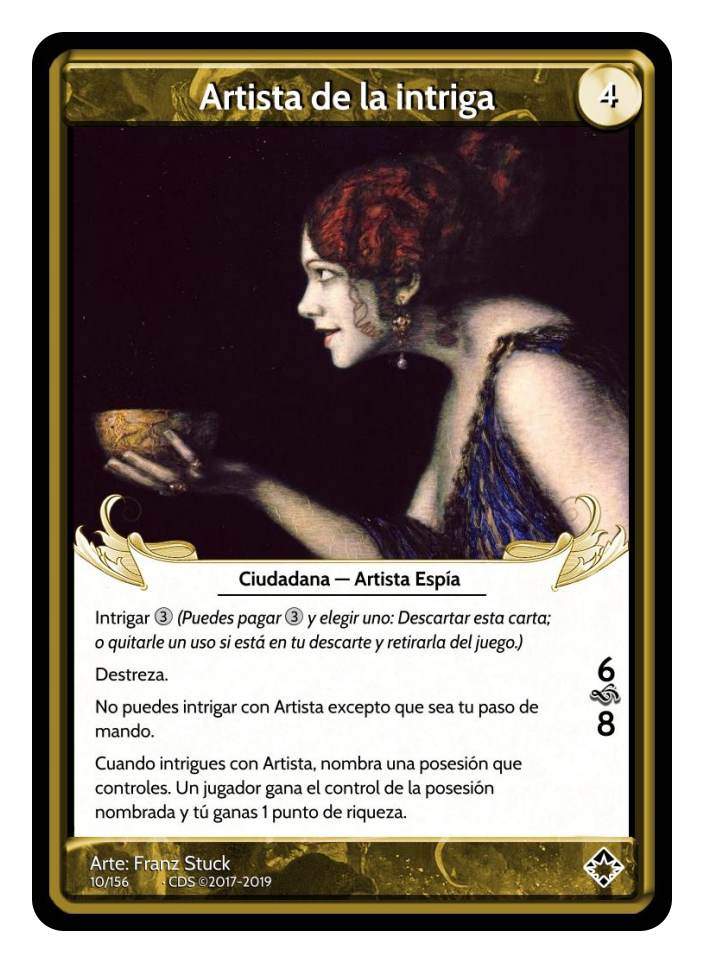 Artista de la intriga
4
Ciudadana — Artista Espía
Intrigar ③ (Puedes pagar ③ y elegir uno: Descartar esta carta;
o quitarle un uso si está en tu descarte y retirarla del juego.)
Destreza.
No puedes intrigar con Artista excepto que sea tu paso de
mando.
Cuando intrigues con Artista, nombra una posesión que
controles. Un jugador gana el control de la posesión
nombrada y tú ganas 1 punto de riqueza.
6
8
Arte: Franz Stuck
10/156 · CDS ©2017-2019